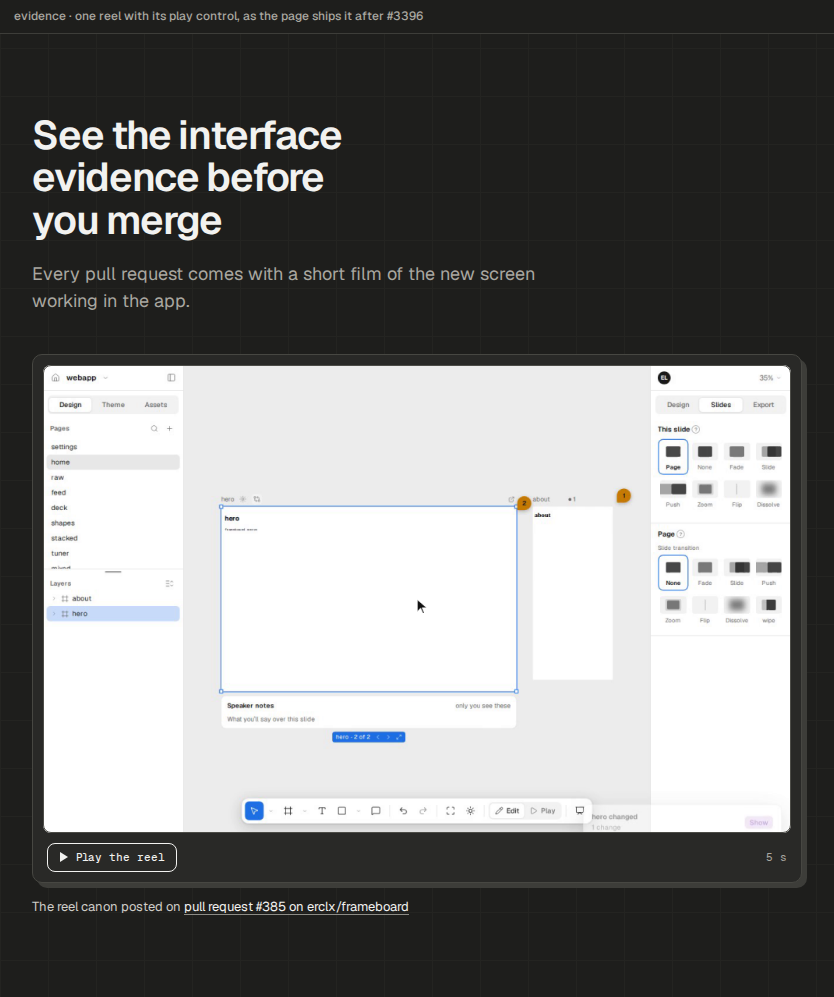 evidence · one reel with its play control, as the page ships it after #3396
See the interface
evidence before
you merge
Every pull request comes with a short film of the new screen
working in the app.
webapp
Design Theme Assets
Pages
settings
home
raw
feed
deck
shapes
stacked
tuner
mixed
Layers
about
hero
hero
2
about
1
1
hero
about
Speaker notes only you see these
What you'll say over this slide
hero - 2 of 2
Edit Play
EL 35%
Design Slides Export
This slide ?
Page None Fade Slide
Push Zoom Flip Dissolve
Page ?
Slide transition
None Fade Slide Push
Zoom Flip Dissolve wipe
hero changed
1 change
Show
Play the reel 5 s
The reel canon posted on pull request #385 on erclx/frameboard